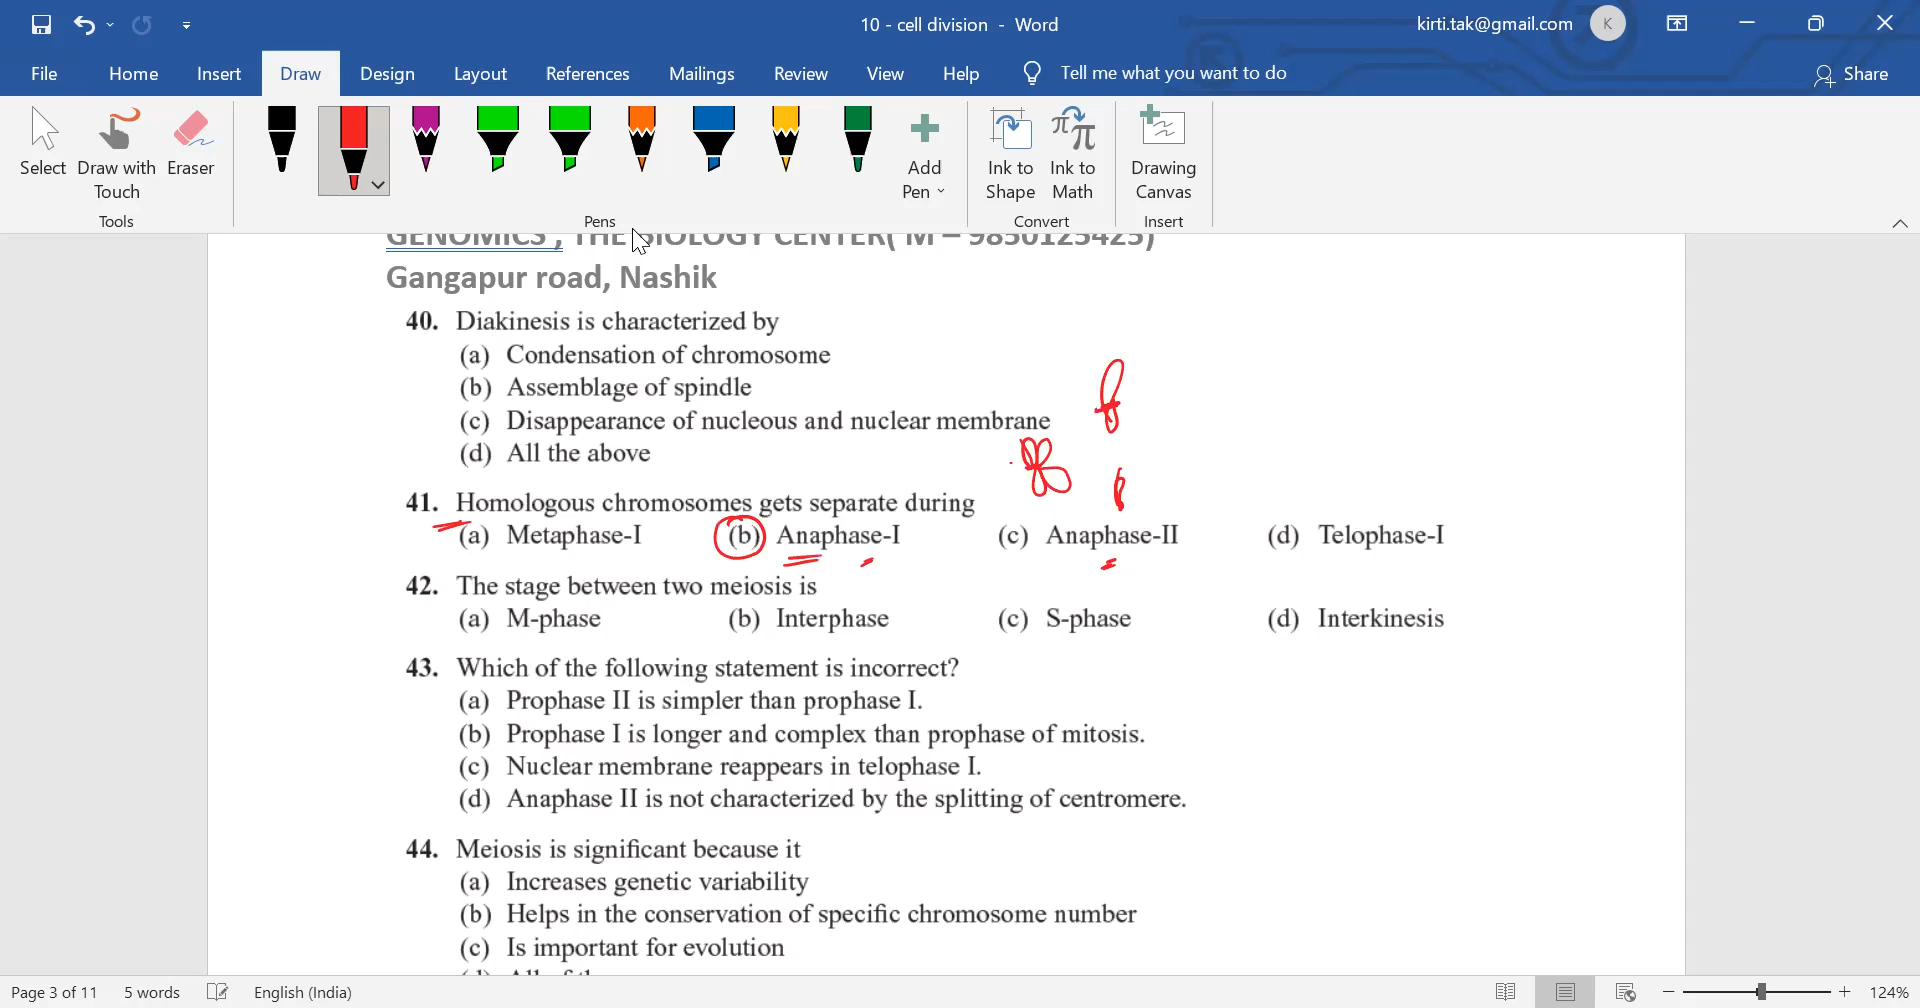 10 - cell division - Word
kirti.tak@gmail.com
K
File Home Insert Draw Design Layout References Mailings Review View Help Tell me what you want to do Share
Select Draw with Touch Eraser
Add Pen
Ink to Shape
Ink to Math
Drawing Canvas
Tools Pens Convert Insert
GENOMICS , THE BIOLOGY CENTER( M – 9850125425)
Gangapur road, Nashik
40. Diakinesis is characterized by
(a) Condensation of chromosome
(b) Assemblage of spindle
(c) Disappearance of nucleous and nuclear membrane
(d) All the above
41. Homologous chromosomes gets separate during
(a) Metaphase-I (b) Anaphase-I (c) Anaphase-II (d) Telophase-I
42. The stage between two meiosis is
(a) M-phase (b) Interphase (c) S-phase (d) Interkinesis
43. Which of the following statement is incorrect?
(a) Prophase II is simpler than prophase I.
(b) Prophase I is longer and complex than prophase of mitosis.
(c) Nuclear membrane reappears in telophase I.
(d) Anaphase II is not characterized by the splitting of centromere.
44. Meiosis is significant because it
(a) Increases genetic variability
(b) Helps in the conservation of specific chromosome number
(c) Is important for evolution
Page 3 of 11 5 words English (India) 124%